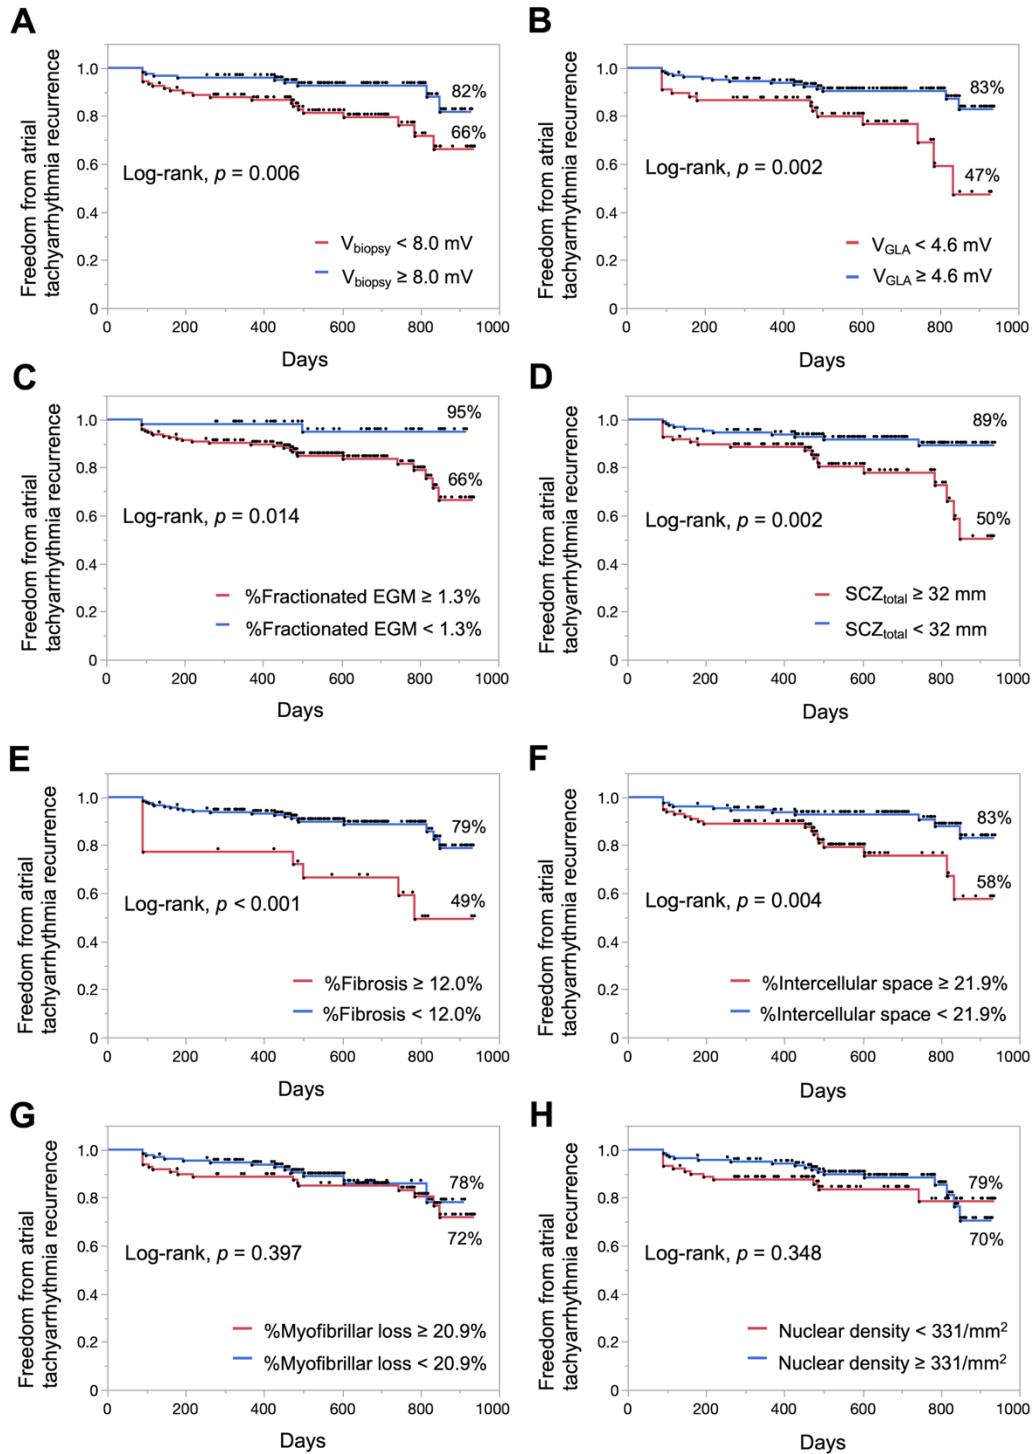 A
Freedom from atrial
tachyarrhythmia recurrence
1.0
0.8
0.6
0.4
0.2
0
82%
66%
Log-rank, p = 0.006
V_biopsy < 8.0 mV
V_biopsy ≥ 8.0 mV
0 200 400 600 800 1000
Days
B
Freedom from atrial
tachyarrhythmia recurrence
1.0
0.8
0.6
0.4
0.2
0
83%
47%
Log-rank, p = 0.002
V_GLA < 4.6 mV
V_GLA ≥ 4.6 mV
0 200 400 600 800 1000
Days
C
Freedom from atrial
tachyarrhythmia recurrence
1.0
0.8
0.6
0.4
0.2
0
95%
66%
Log-rank, p = 0.014
%Fractionated EGM ≥ 1.3%
%Fractionated EGM < 1.3%
0 200 400 600 800 1000
Days
D
Freedom from atrial
tachyarrhythmia recurrence
1.0
0.8
0.6
0.4
0.2
0
89%
50%
Log-rank, p = 0.002
SCZ_total ≥ 32 mm
SCZ_total < 32 mm
0 200 400 600 800 1000
Days
E
Freedom from atrial
tachyarrhythmia recurrence
1.0
0.8
0.6
0.4
0.2
0
79%
49%
Log-rank, p < 0.001
%Fibrosis ≥ 12.0%
%Fibrosis < 12.0%
0 200 400 600 800 1000
Days
F
Freedom from atrial
tachyarrhythmia recurrence
1.0
0.8
0.6
0.4
0.2
0
83%
58%
Log-rank, p = 0.004
%Intercellular space ≥ 21.9%
%Intercellular space < 21.9%
0 200 400 600 800 1000
Days
G
Freedom from atrial
tachyarrhythmia recurrence
1.0
0.8
0.6
0.4
0.2
0
78%
72%
Log-rank, p = 0.397
%Myofibrillar loss ≥ 20.9%
%Myofibrillar loss < 20.9%
0 200 400 600 800 1000
Days
H
Freedom from atrial
tachyarrhythmia recurrence
1.0
0.8
0.6
0.4
0.2
0
79%
70%
Log-rank, p = 0.348
Nuclear density < 331/mm²
Nuclear density ≥ 331/mm²
0 200 400 600 800 1000
Days